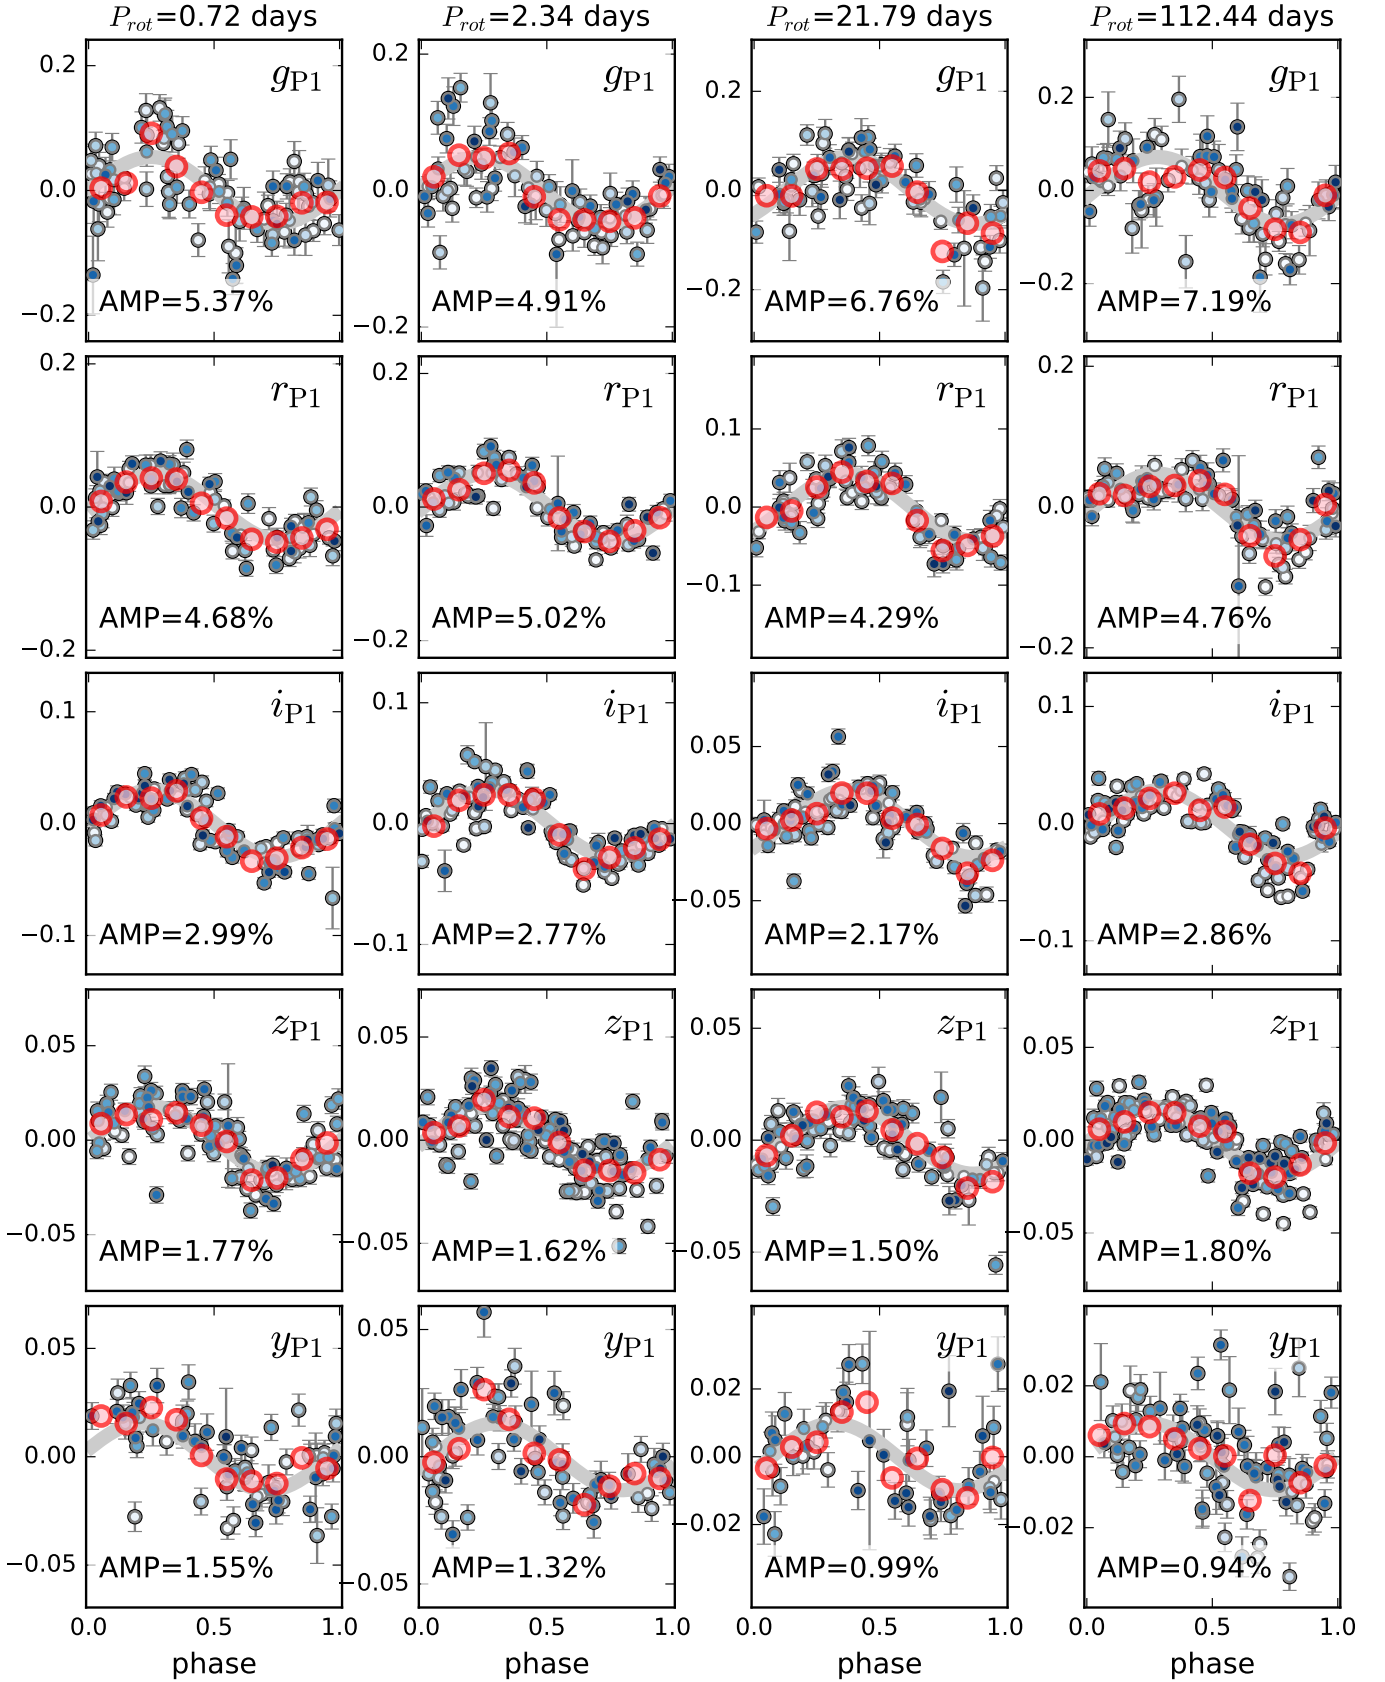 P_rot=0.72 days P_rot=2.34 days P_rot=21.79 days P_rot=112.44 days
0.2 0.0 −0.2 g_P1 AMP=5.37%
0.2 0.0 −0.2 g_P1 AMP=4.91%
0.2 0.0 −0.2 g_P1 AMP=6.76%
0.2 0.0 −0.2 g_P1 AMP=7.19%
0.2 0.0 −0.2 r_P1 AMP=4.68%
0.2 0.0 −0.2 r_P1 AMP=5.02%
0.1 0.0 −0.1 r_P1 AMP=4.29%
0.2 0.0 −0.2 r_P1 AMP=4.76%
0.1 0.0 −0.1 i_P1 AMP=2.99%
0.1 0.0 −0.1 i_P1 AMP=2.77%
0.05 0.00 −0.05 i_P1 AMP=2.17%
0.1 0.0 −0.1 i_P1 AMP=2.86%
0.05 0.00 −0.05 z_P1 AMP=1.77%
0.05 0.00 −0.05 z_P1 AMP=1.62%
0.05 0.00 −0.05 z_P1 AMP=1.50%
0.05 0.00 −0.05 z_P1 AMP=1.80%
0.05 0.00 −0.05 y_P1 AMP=1.55%
0.05 0.00 −0.05 y_P1 AMP=1.32%
0.02 0.00 −0.02 y_P1 AMP=0.99%
0.02 0.00 −0.02 y_P1 AMP=0.94%
0.0 0.5 1.0 0.0 0.5 1.0 0.0 0.5 1.0 0.0 0.5 1.0
phase phase phase phase